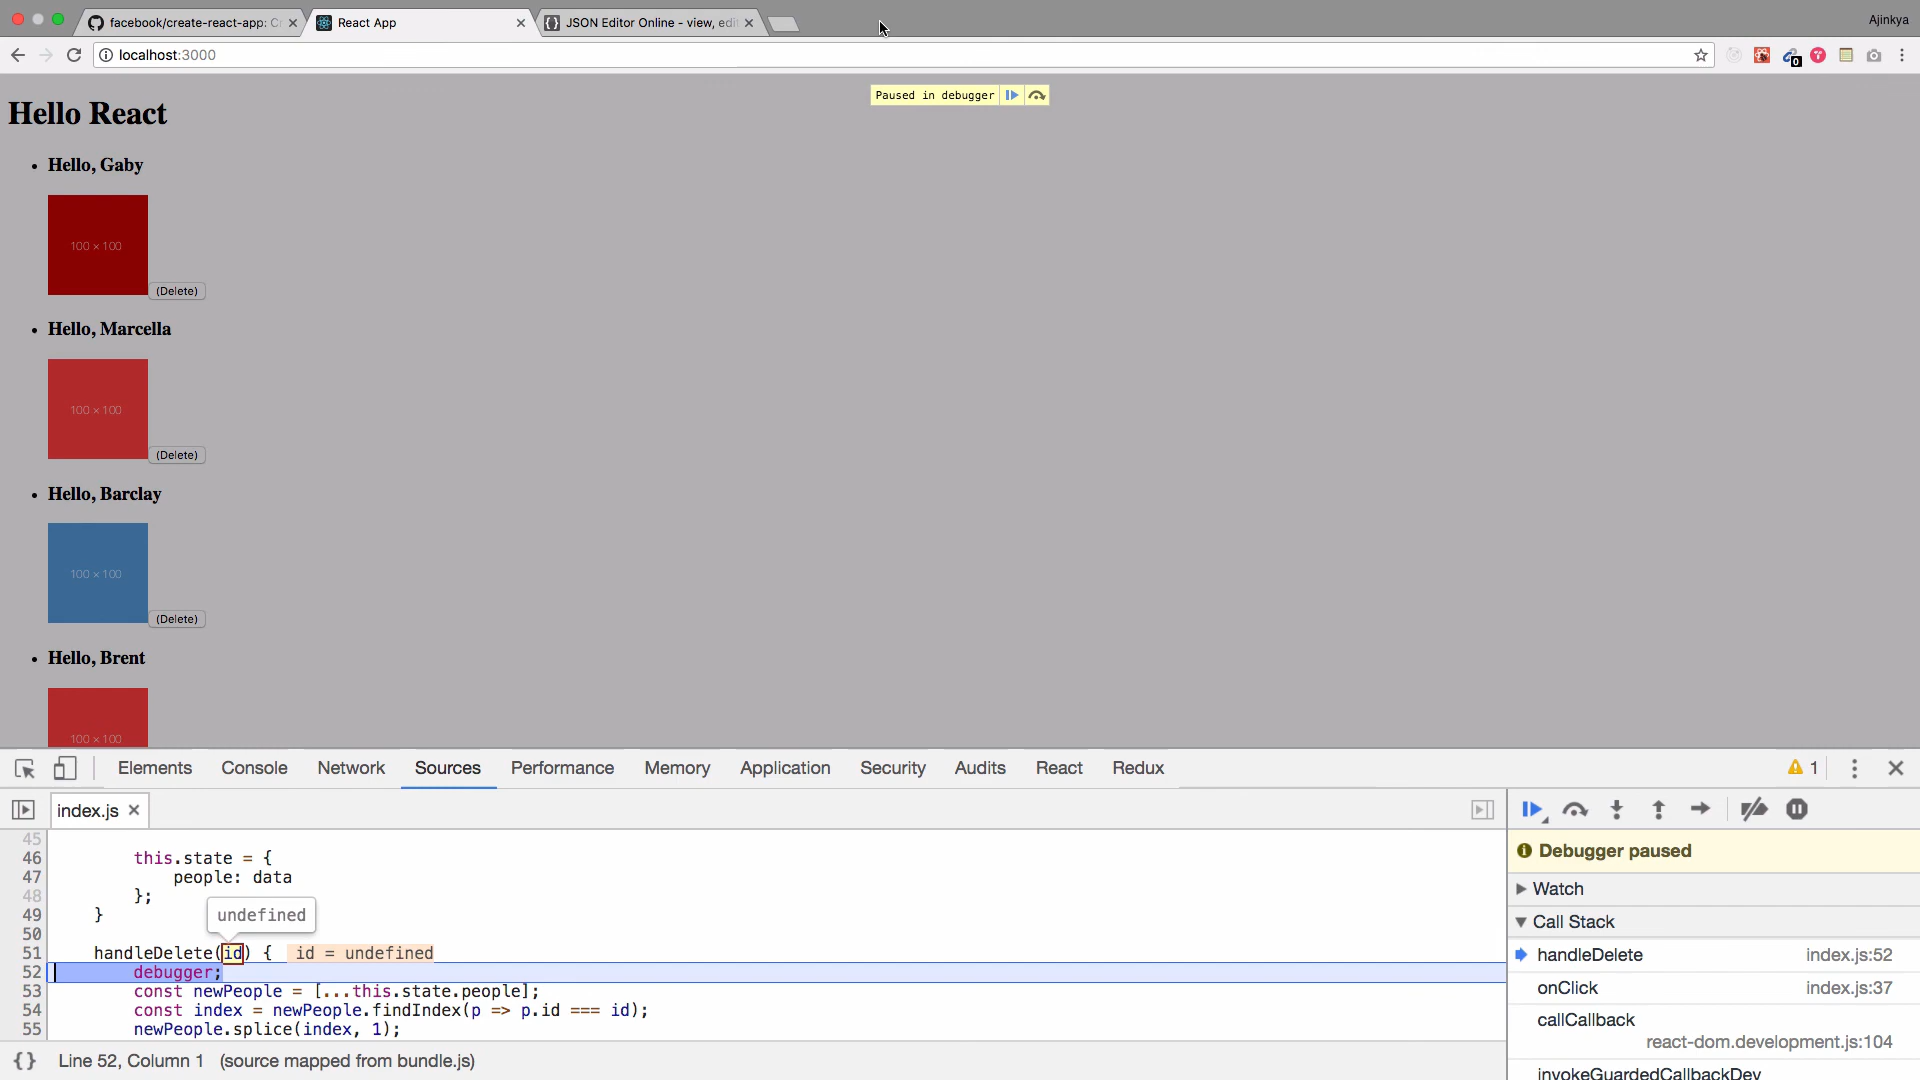 facebook/create-react-app: C
React App
JSON Editor Online - view, edi
Ajinkya
localhost:3000
0
Paused in debugger
Hello React
Hello, Gaby
100 × 100
(Delete)
Hello, Marcella
100 × 100
(Delete)
Hello, Barclay
100 × 100
(Delete)
Hello, Brent
100 × 100
Elements Console Network Sources Performance Memory Application Security Audits React Redux
1
index.js
45
46 this.state = {
47 people: data
48 };
49 }
undefined
50
51 handleDelete(id) { id = undefined
52 debugger;
53 const newPeople = [...this.state.people];
54 const index = newPeople.findIndex(p => p.id === id);
55 newPeople.splice(index, 1);
{} Line 52, Column 1 (source mapped from bundle.js)
Debugger paused
Watch
Call Stack
handleDelete index.js:52
onClick index.js:37
callCallback
react-dom.development.js:104
invokeGuardedCallbackDev